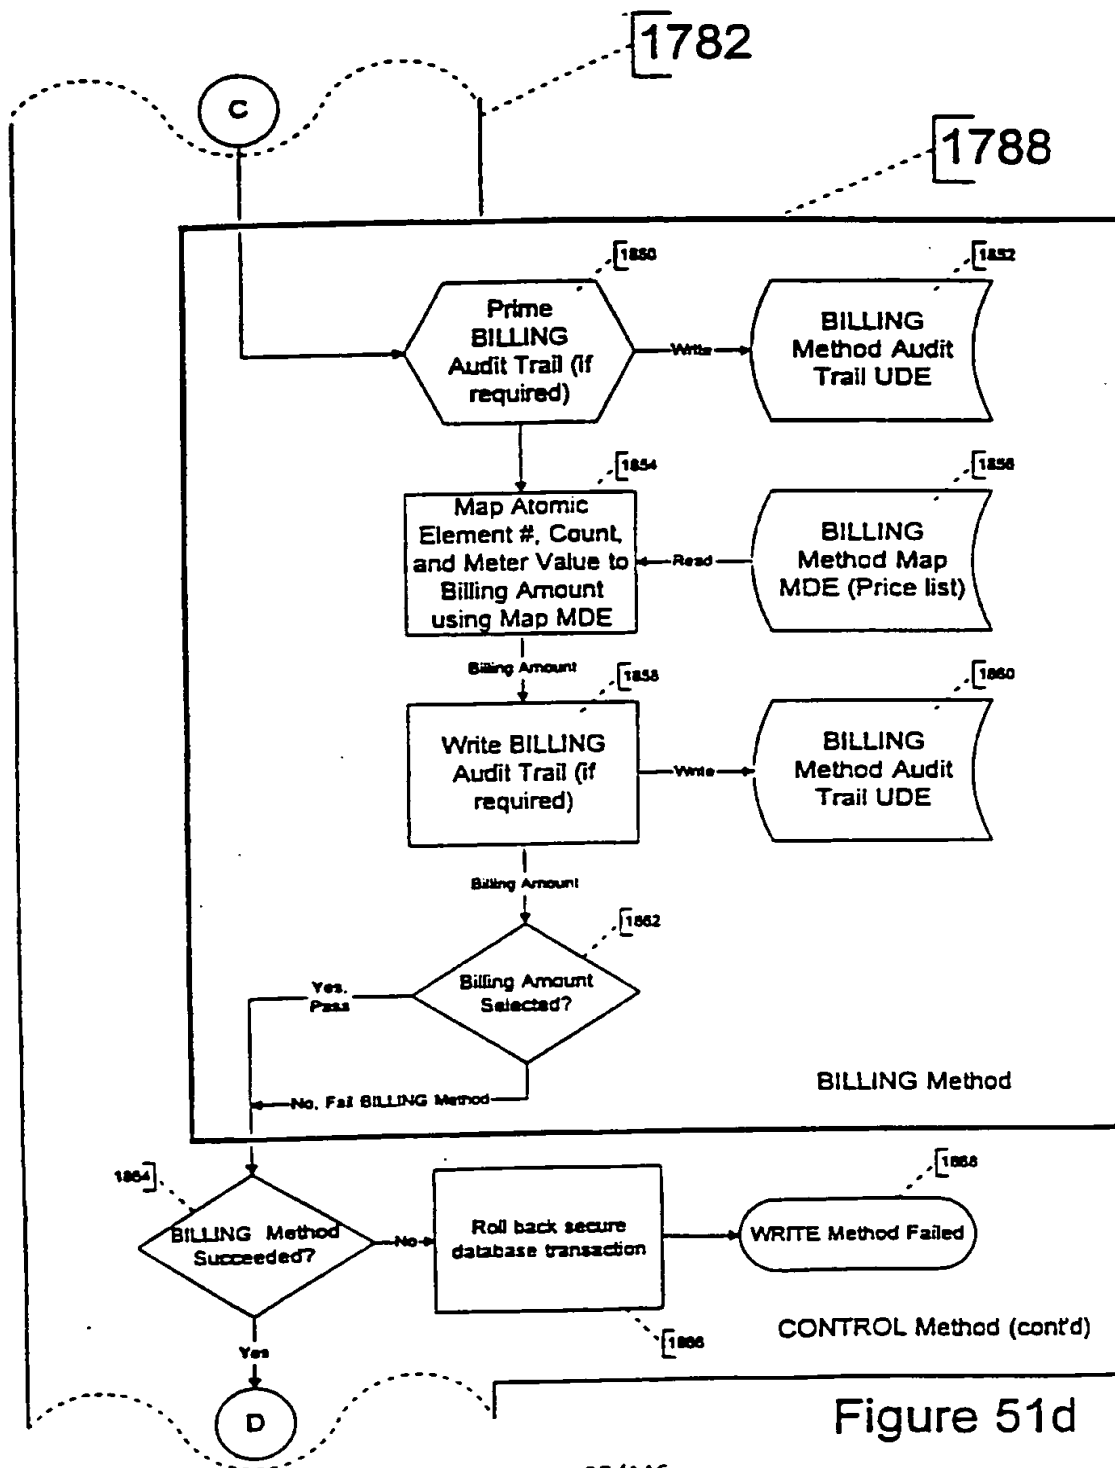 1782
C
1788
1850
Prime
BILLING
Audit Trail (if
required)
Write
1852
BILLING
Method Audit
Trail UDE
1854
Map Atomic
Element #, Count,
and Meter Value to
Billing Amount
using Map MDE
Read
1856
BILLING
Method Map
MDE (Price list)
Billing Amount
1858
Write BILLING
Audit Trail (if
required)
Write
1860
BILLING
Method Audit
Trail UDE
Billing Amount
1862
Billing Amount
Selected?
Yes,
Pass
No, Fail BILLING Method
BILLING Method
1864
BILLING Method
Succeeded?
No
Roll back secure
database transaction
1866
1868
WRITE Method Failed
CONTROL Method (cont'd)
Yes
D
Figure 51d